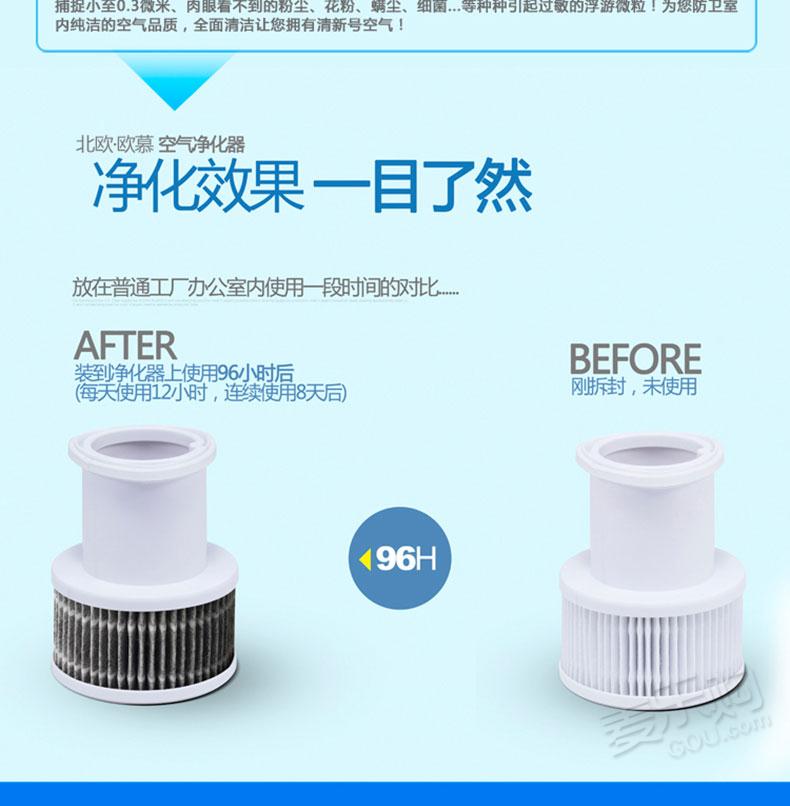 捕捉小至0.3微米、肉眼看不到的粉尘、花粉、螨尘、细菌...等种种引起过敏的浮游微粒！为您防卫室
内纯洁的空气品质，全面清洁让您拥有清新号空气！
北欧·欧慕 空气净化器
净化效果 一目了然
放在普通工厂办公室内使用一段时间的对比......
AFTER
装到净化器上使用96小时后
(每天使用12小时，连续使用8天后)
BEFORE
刚拆封，未使用
96H
麦乐购
GOU.com